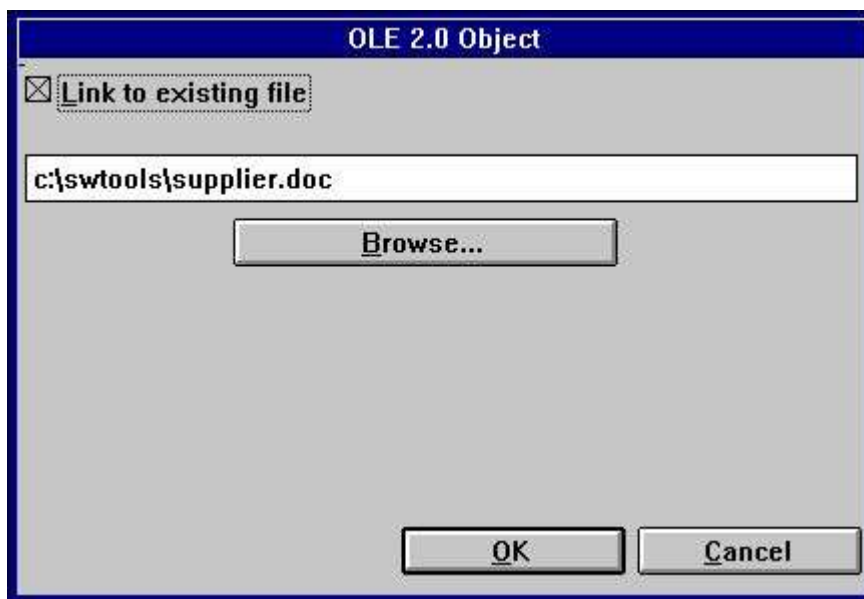 OLE 2.0 Object
Link to existing file
c:\swtools\supplier.doc
Browse...
OK Cancel